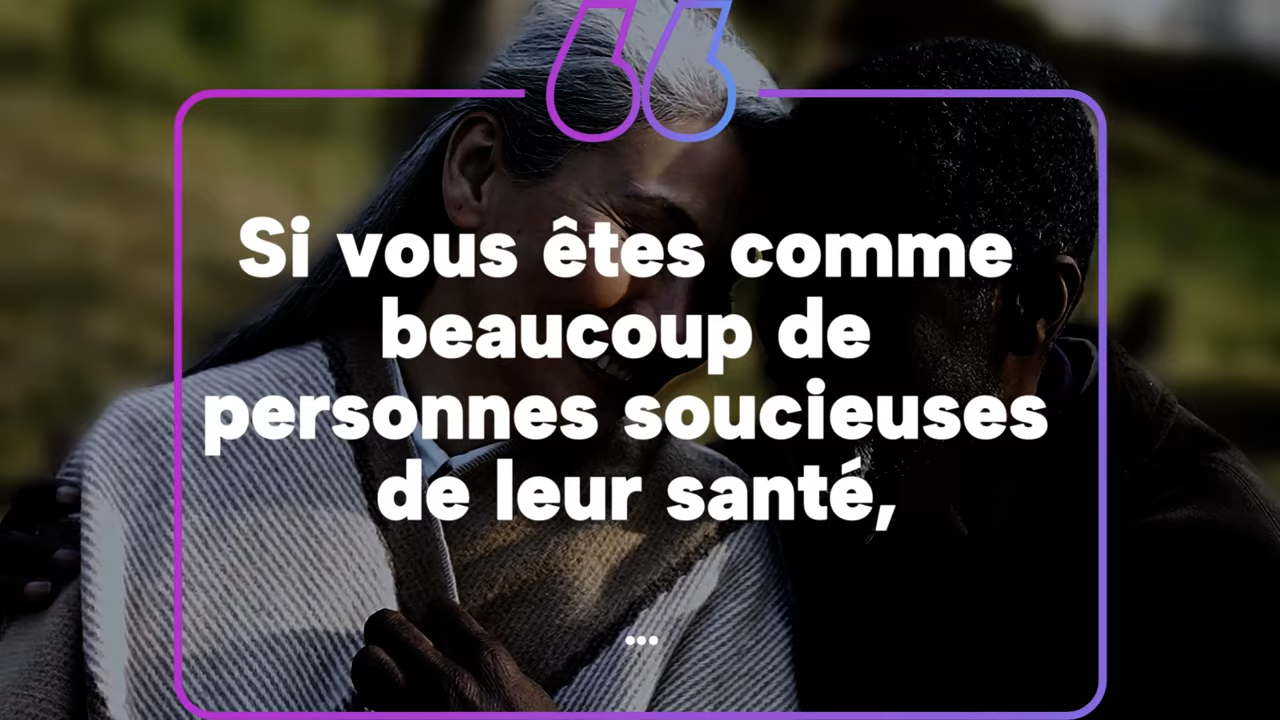 Si vous êtes comme
beaucoup de
personnes soucieuses
de leur santé,
...